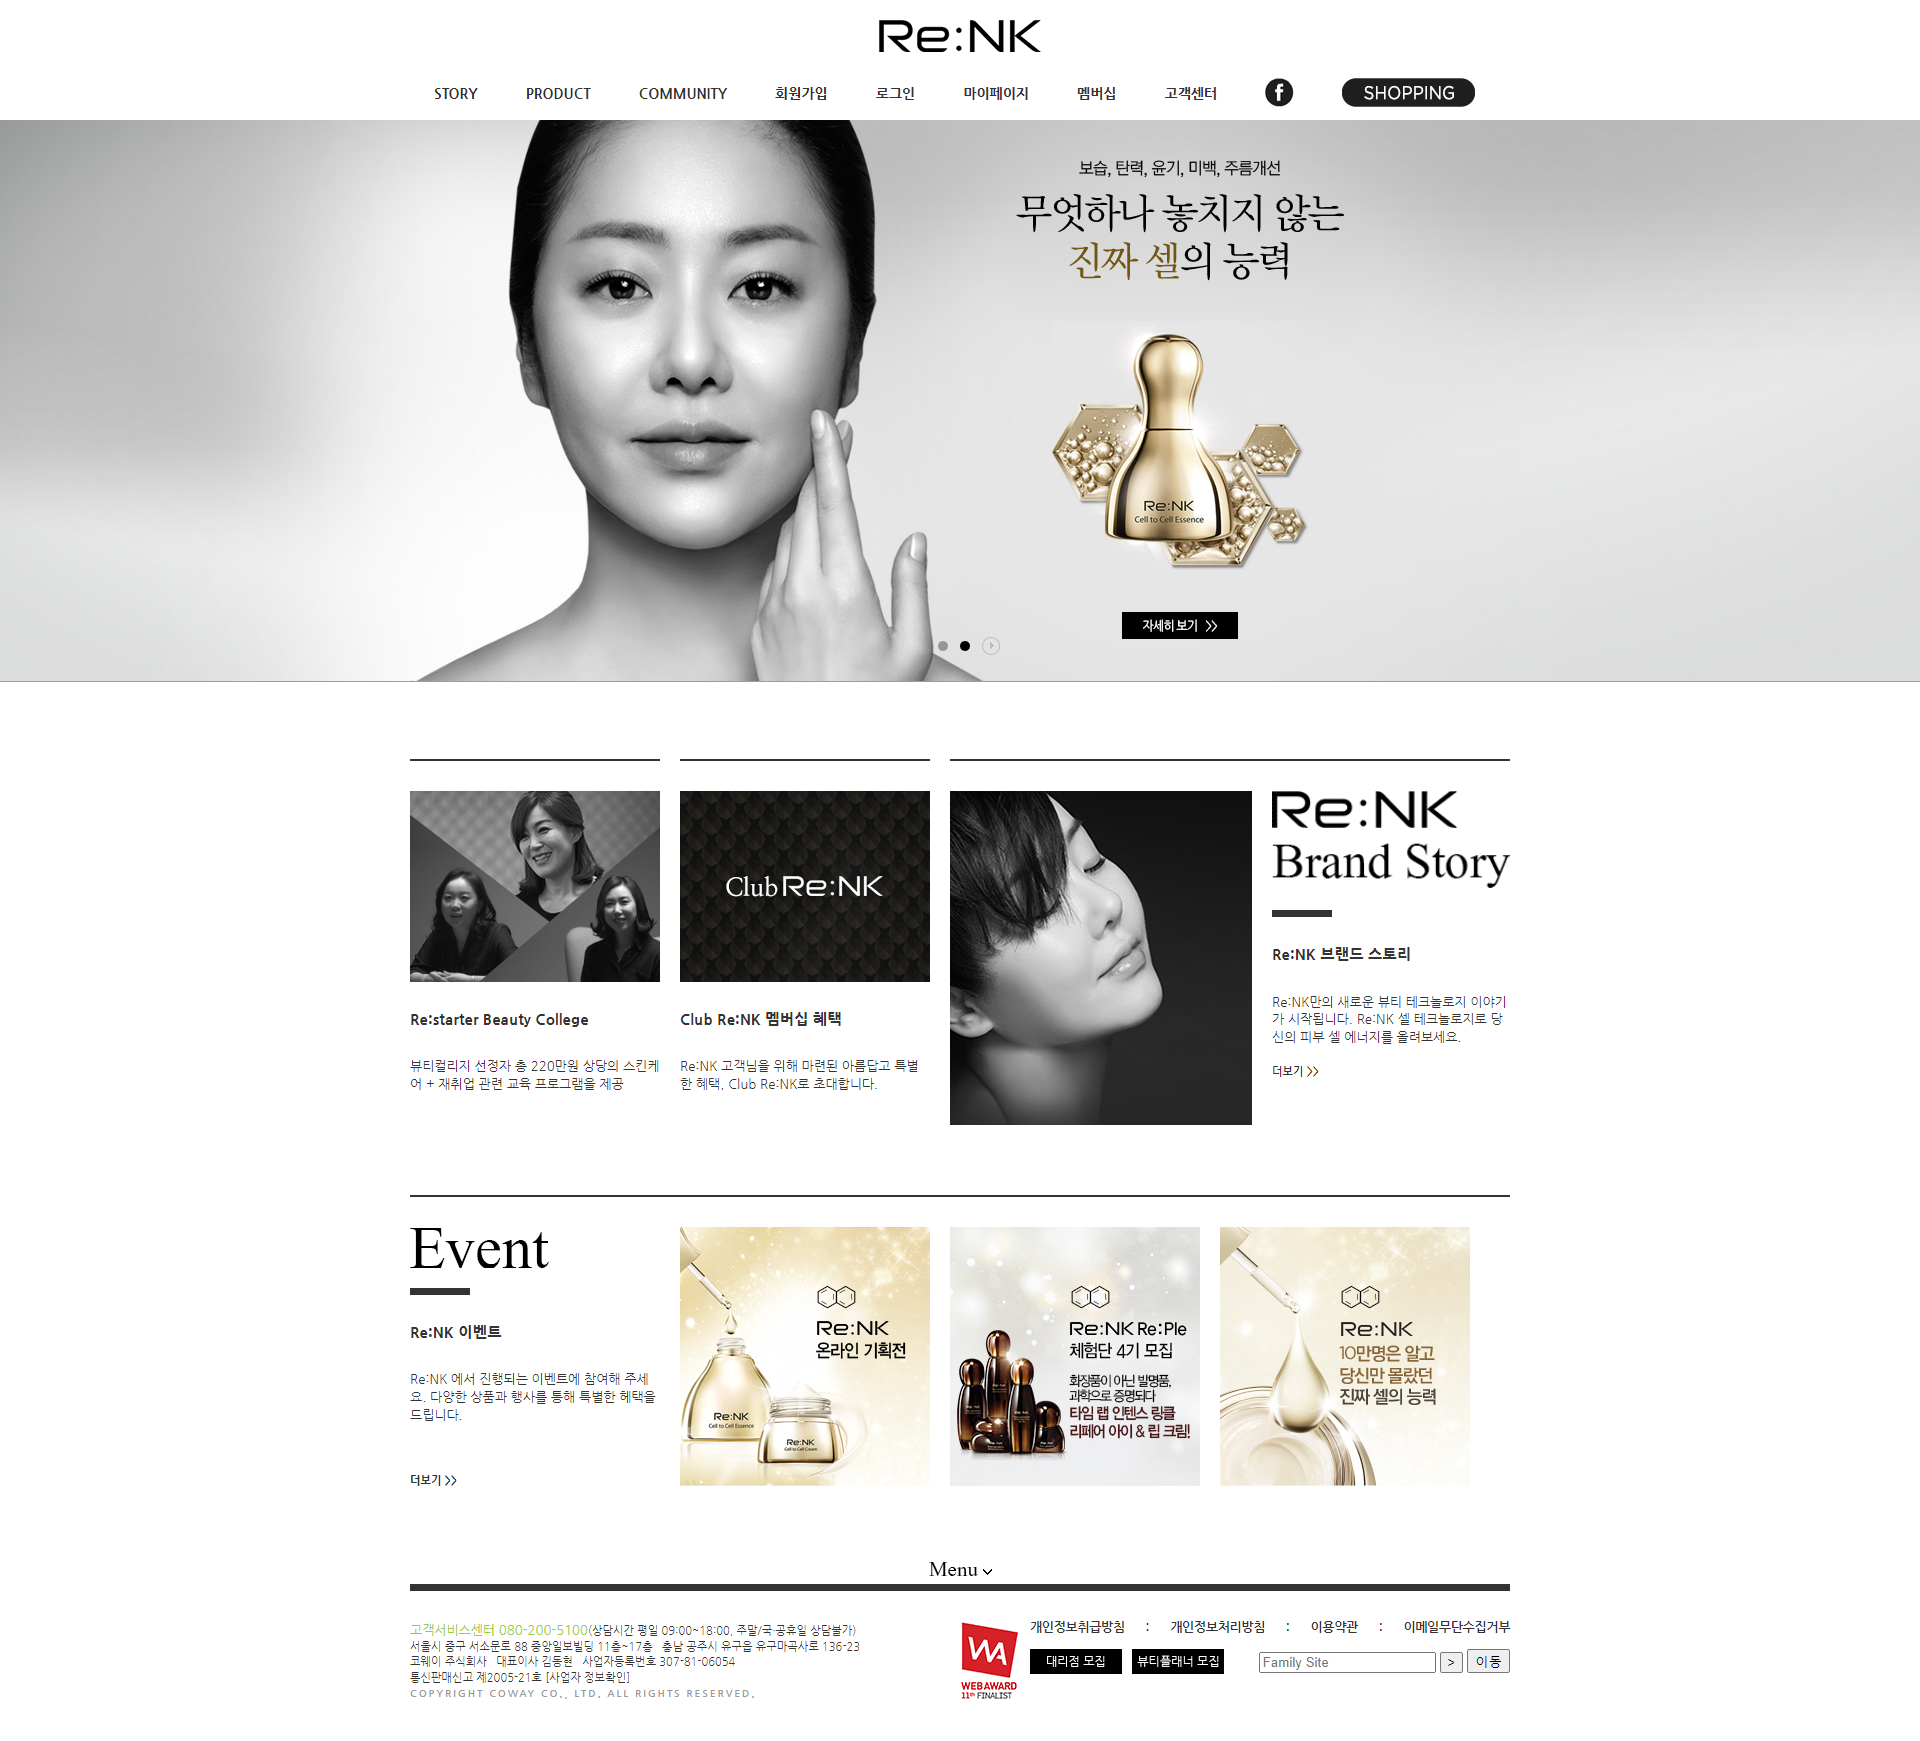 Re:NK
STORY PRODUCT COMMUNITY 회원가입 로그인 마이페이지 멤버십 고객센터 f SHOPPING
보습, 탄력, 윤기, 미백, 주름개선
무엇하나 놓치지 않는
진짜 셀의 능력
Re:NK
Cell to Cell Essence
자세히 보기 >>
Club Re:NK
Re:NK
Brand Story
Re:NK 브랜드 스토리
Re:NK만의 새로운 뷰티 테크놀로지 이야기
가 시작됩니다. Re:NK 셀 테크놀로지로 당
신의 피부 셀 에너지를 올려보세요.
더보기 >>
Re:starter Beauty College
뷰티컬리지 선정자 총 220만원 상당의 스킨케
어 + 재취업 관련 교육 프로그램을 제공
Club Re:NK 멤버십 혜택
Re:NK 고객님을 위해 마련된 아름답고 특별
한 혜택, Club Re:NK로 초대합니다.
Event
Re:NK 이벤트
Re:NK 에서 진행되는 이벤트에 참여해 주세
요. 다양한 상품과 행사를 통해 특별한 혜택을
드립니다.
더보기 >>
Re:NK
온라인 기획전
Re:NK
Cell to Cell Essence
Re:NK
Cell to Cell Cream
Re:NK Re:Ple
체험단 4기 모집
화장품이 아닌 발명품,
과학으로 증명되다
타임 랩 인텐스 링클
리페어 아이 & 립 크림!
Re:NK
10만명은 알고
당신만 몰랐던
진짜 셀의 능력
Menu
고객서비스센터 080-200-5100(상담시간 평일 09:00~18:00, 주말/국·공휴일 상담불가)
서울시 중구 서소문로 88 중앙일보빌딩 11층~17층 충남 공주시 유구읍 유구마곡사로 136-23
코웨이 주식회사 대표이사 김동현 사업자등록번호 307-81-06054
통신판매신고 제2005-21호 [사업자 정보확인]
COPYRIGHT COWAY CO., LTD. ALL RIGHTS RESERVED.
WA
WEBAWARD
11th FINALIST
개인정보취급방침 : 개인정보처리방침 : 이용약관 : 이메일무단수집거부
대리점 모집 뷰티플래너 모집 Family Site > 이동